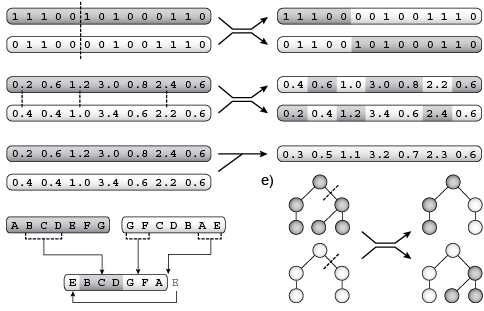 1 1 1 0 0 1 0 1 0 0 0 1 1 0 1 1 1 0 0 0 0 1 0 0 1 1 1 0
0 1 1 0 0 0 0 1 0 0 1 1 1 0 0 1 1 0 0 1 0 1 0 0 0 1 1 0
0.2 0.6 1.2 3.0 0.8 2.4 0.6 0.4 0.6 1.0 3.0 0.8 2.2 0.6
0.4 0.4 1.0 3.4 0.6 2.2 0.6 0.2 0.4 1.2 3.4 0.6 2.4 0.6
0.2 0.6 1.2 3.0 0.8 2.4 0.6 0.3 0.5 1.1 3.2 0.7 2.3 0.6
0.4 0.4 1.0 3.4 0.6 2.2 0.6
e)
A B C D E F G G F C D B A E
E B C D G F A E